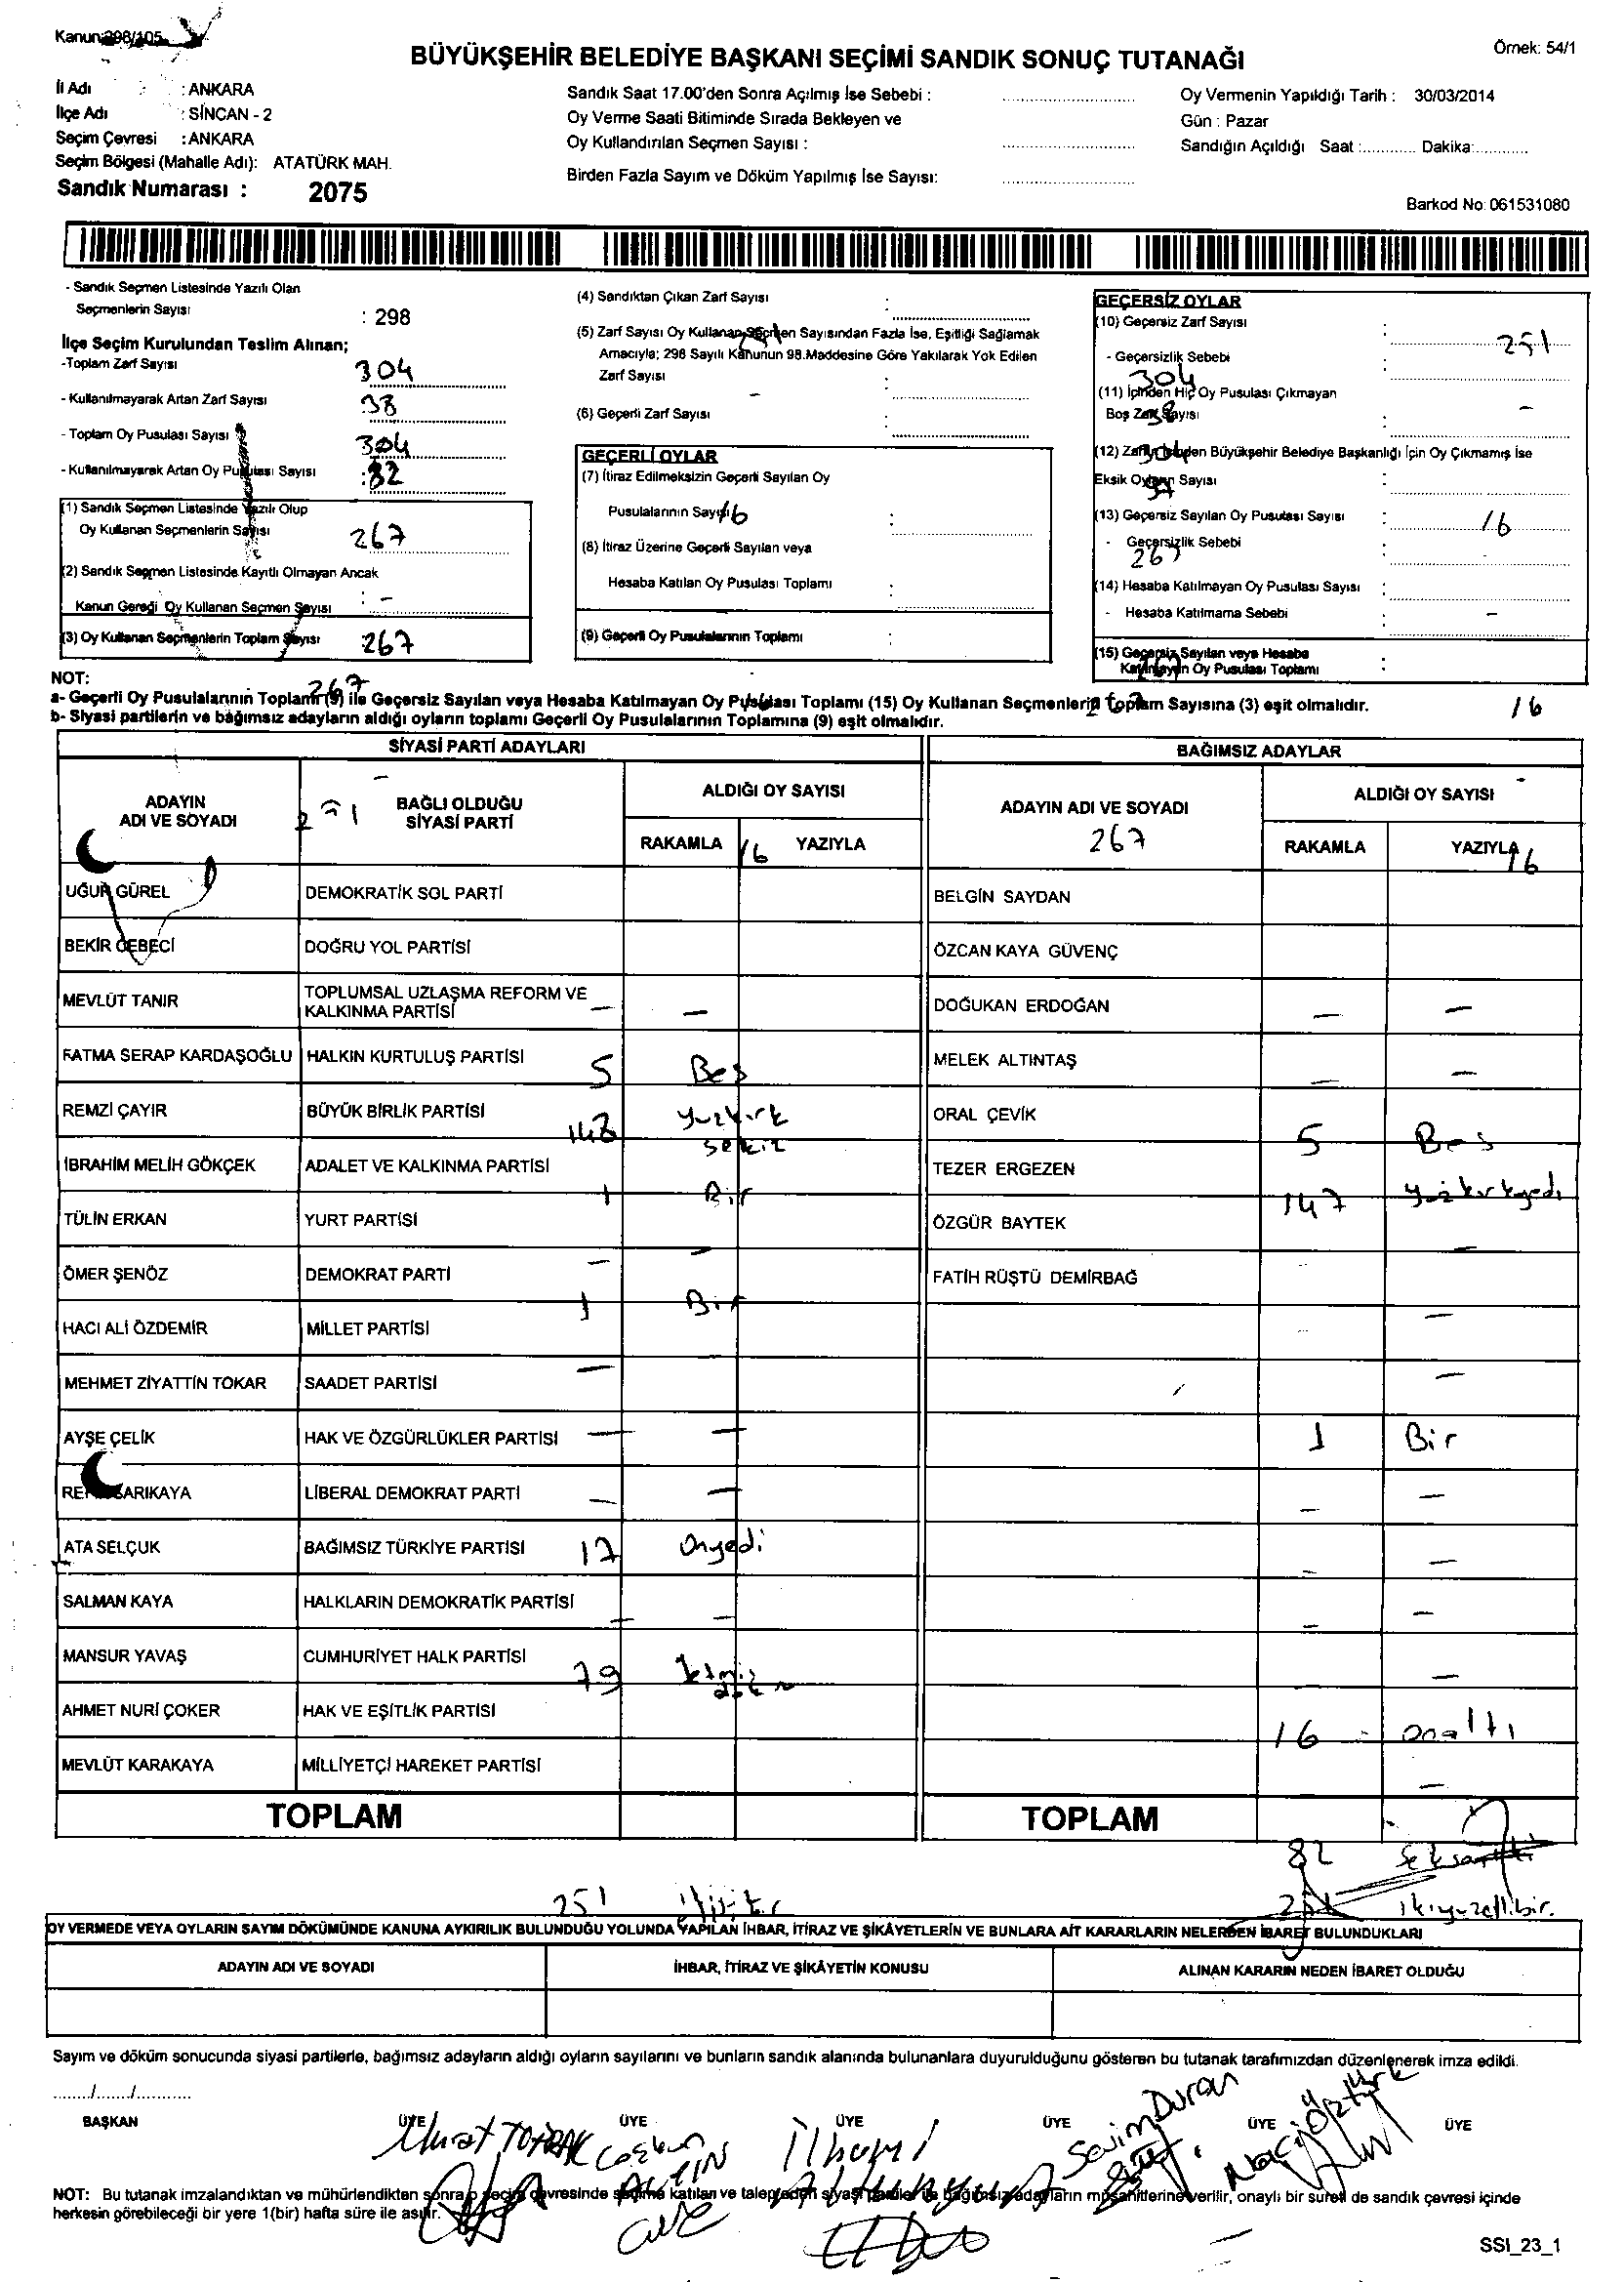 Kanun:298/105
Örnek: 54/1
BÜYÜKŞEHİR BELEDİYE BAŞKANI SEÇİMİ SANDIK SONUÇ TUTANAĞI
İl Adı : ANKARA
İlçe Adı : SİNCAN - 2
Seçim Çevresi : ANKARA
Seçim Bölgesi (Mahalle Adı): ATATÜRK MAH.
Sandık Numarası : 2075
Sandık Saat 17.00'den Sonra Açılmış İse Sebebi :
Oy Verme Saati Bitiminde Sırada Bekleyen ve
Oy Kullandırılan Seçmen Sayısı :
Birden Fazla Sayım ve Döküm Yapılmış İse Sayısı:
Oy Vermenin Yapıldığı Tarih : 30/03/2014
Gün : Pazar
Sandığın Açıldığı Saat :............ Dakika:............
Barkod No: 061531080
- Sandık Seçmen Listesinde Yazılı Olan
Seçmenlerin Sayısı : 298
İlçe Seçim Kurulundan Teslim Alınan;
-Toplam Zarf Sayısı 304
- Kullanılmayarak Artan Zarf Sayısı 38
- Toplam Oy Pusulası Sayısı 304
- Kullanılmayarak Artan Oy Pusulası Sayısı :
(1) Sandık Seçmen Listesinde Yazılı Olup
Oy Kullanan Seçmenlerin Sayısı 267
(2) Sandık Seçmen Listesinde Kayıtlı Olmayan Ancak
Kanun Gereği Oy Kullanan Seçmen Sayısı : -
(3) Oy Kullanan Seçmenlerin Toplam Sayısı : 267
(4) Sandıktan Çıkan Zarf Sayısı :
(5) Zarf Sayısı Oy Kullanan Seçmen Sayısından Fazla İse, Eşitliği Sağlamak
Amacıyla; 298 Sayılı Kanunun 98.Maddesine Göre Yakılarak Yok Edilen
Zarf Sayısı : -
(6) Geçerli Zarf Sayısı :
GEÇERLİ OYLAR
(7) İtiraz Edilmeksizin Geçerli Sayılan Oy
Pusulalarının Sayısı : 16
(8) İtiraz Üzerine Geçerli Sayılan veya
Hesaba Katılan Oy Pusulası Toplamı :
(9) Geçerli Oy Pusulalarının Toplamı :
GEÇERSİZ OYLAR
(10) Geçersiz Zarf Sayısı : 251
- Geçersizlik Sebebi :
304
(11) İçinden Hiç Oy Pusulası Çıkmayan
Boş Zarf Sayısı : -
38
(12) Zarfın İçinden Büyükşehir Belediye Başkanlığı İçin Oy Çıkmamış İse
304
Eksik Oyların Sayısı :
(13) Geçersiz Sayılan Oy Pusulası Sayısı : 16
- Geçersizlik Sebebi :
267
(14) Hesaba Katılmayan Oy Pusulası Sayısı :
- Hesaba Katılmama Sebebi : -
(15) Geçersiz Sayılan veya Hesaba
Katılmayan Oy Pusulası Toplamı :
267
NOT:
267
a- Geçerli Oy Pusulalarının Toplamı (9) ile Geçersiz Sayılan veya Hesaba Katılmayan Oy Pusulası Toplamı (15) Oy Kullanan Seçmenlerin Toplam Sayısına (3) eşit olmalıdır.
16
b- Siyasi partilerin ve bağımsız adayların aldığı oyların toplamı Geçerli Oy Pusulalarının Toplamına (9) eşit olmalıdır.
SİYASİ PARTİ ADAYLARI
ADAYIN ADI VE SOYADI
BAĞLI OLDUĞU SİYASİ PARTİ
ALDIĞI OY SAYISI
RAKAMLA 16 YAZIYLA
UĞUR GÜREL DEMOKRATİK SOL PARTİ
BEKİR CEBECİ DOĞRU YOL PARTİSİ
MEVLÜT TANIR TOPLUMSAL UZLAŞMA REFORM VE KALKINMA PARTİSİ — —
FATMA SERAP KARDAŞOĞLU HALKIN KURTULUŞ PARTİSİ 5 Beş
REMZİ ÇAYIR BÜYÜK BİRLİK PARTİSİ 148 yuzkırk sekiz
İBRAHİM MELİH GÖKÇEK ADALET VE KALKINMA PARTİSİ 1 Bir
TÜLİN ERKAN YURT PARTİSİ — —
ÖMER ŞENÖZ DEMOKRAT PARTİ 1 Bir
HACI ALİ ÖZDEMİR MİLLET PARTİSİ
MEHMET ZİYATTİN TOKAR SAADET PARTİSİ —
AYŞE ÇELİK HAK VE ÖZGÜRLÜKLER PARTİSİ — —
SARIKAYA LİBERAL DEMOKRAT PARTİ — —
ATA SELÇUK BAĞIMSIZ TÜRKİYE PARTİSİ 17 Onyedi
SALMAN KAYA HALKLARIN DEMOKRATİK PARTİSİ — —
MANSUR YAVAŞ CUMHURİYET HALK PARTİSİ 79
AHMET NURİ ÇOKER HAK VE EŞİTLİK PARTİSİ
MEVLÜT KARAKAYA MİLLİYETÇİ HAREKET PARTİSİ
TOPLAM
251
BAĞIMSIZ ADAYLAR
ADAYIN ADI VE SOYADI
267
ALDIĞI OY SAYISI
RAKAMLA YAZIYLA
16
BELGİN SAYDAN
ÖZCAN KAYA GÜVENÇ
DOĞUKAN ERDOĞAN — —
MELEK ALTINTAŞ — —
ORAL ÇEVİK 5 Beş
TEZER ERGEZEN 147 yüzkırkyedi
ÖZGÜR BAYTEK —
FATİH RÜŞTÜ DEMİRBAĞ
1 Bir
16 onaltı
TOPLAM
82 Seksaniki
251 ikiyuzellibir.
OY VERMEDE VEYA OYLARIN SAYIM DÖKÜMÜNDE KANUNA AYKIRILIK BULUNDUĞU YOLUNDA YAPILAN İHBAR, İTİRAZ VE ŞİKÂYETLERİN VE BUNLARA AİT KARARLARIN NELERDEN İBARET BULUNDUKLARI
ADAYIN ADI VE SOYADI
İHBAR, İTİRAZ VE ŞİKÂYETİN KONUSU
ALINAN KARARIN NEDEN İBARET OLDUĞU
Sayım ve döküm sonucunda siyasi partilerle, bağımsız adayların aldığı oyların sayılarını ve bunların sandık alanında bulunanlara duyurulduğunu gösteren bu tutanak tarafımızdan düzenlenerek imza edildi.
......./......./...........
BAŞKAN ÜYE ÜYE ÜYE ÜYE ÜYE ÜYE
Murat TOPRAK
Coşkun
İlhami
Sevim Duran
Naci ÖZTÜRK
NOT: Bu tutanak imzalandıktan ve mühürlendikten sonra seçim çevresinde seçime katılan ve talep eden siyasi partiler ile bağımsız adayların müşahitlerine verilir, onaylı bir sureti de sandık çevresi içinde
herkesin görebileceği bir yere 1(bir) hafta süre ile asılır.
SSI_23_1